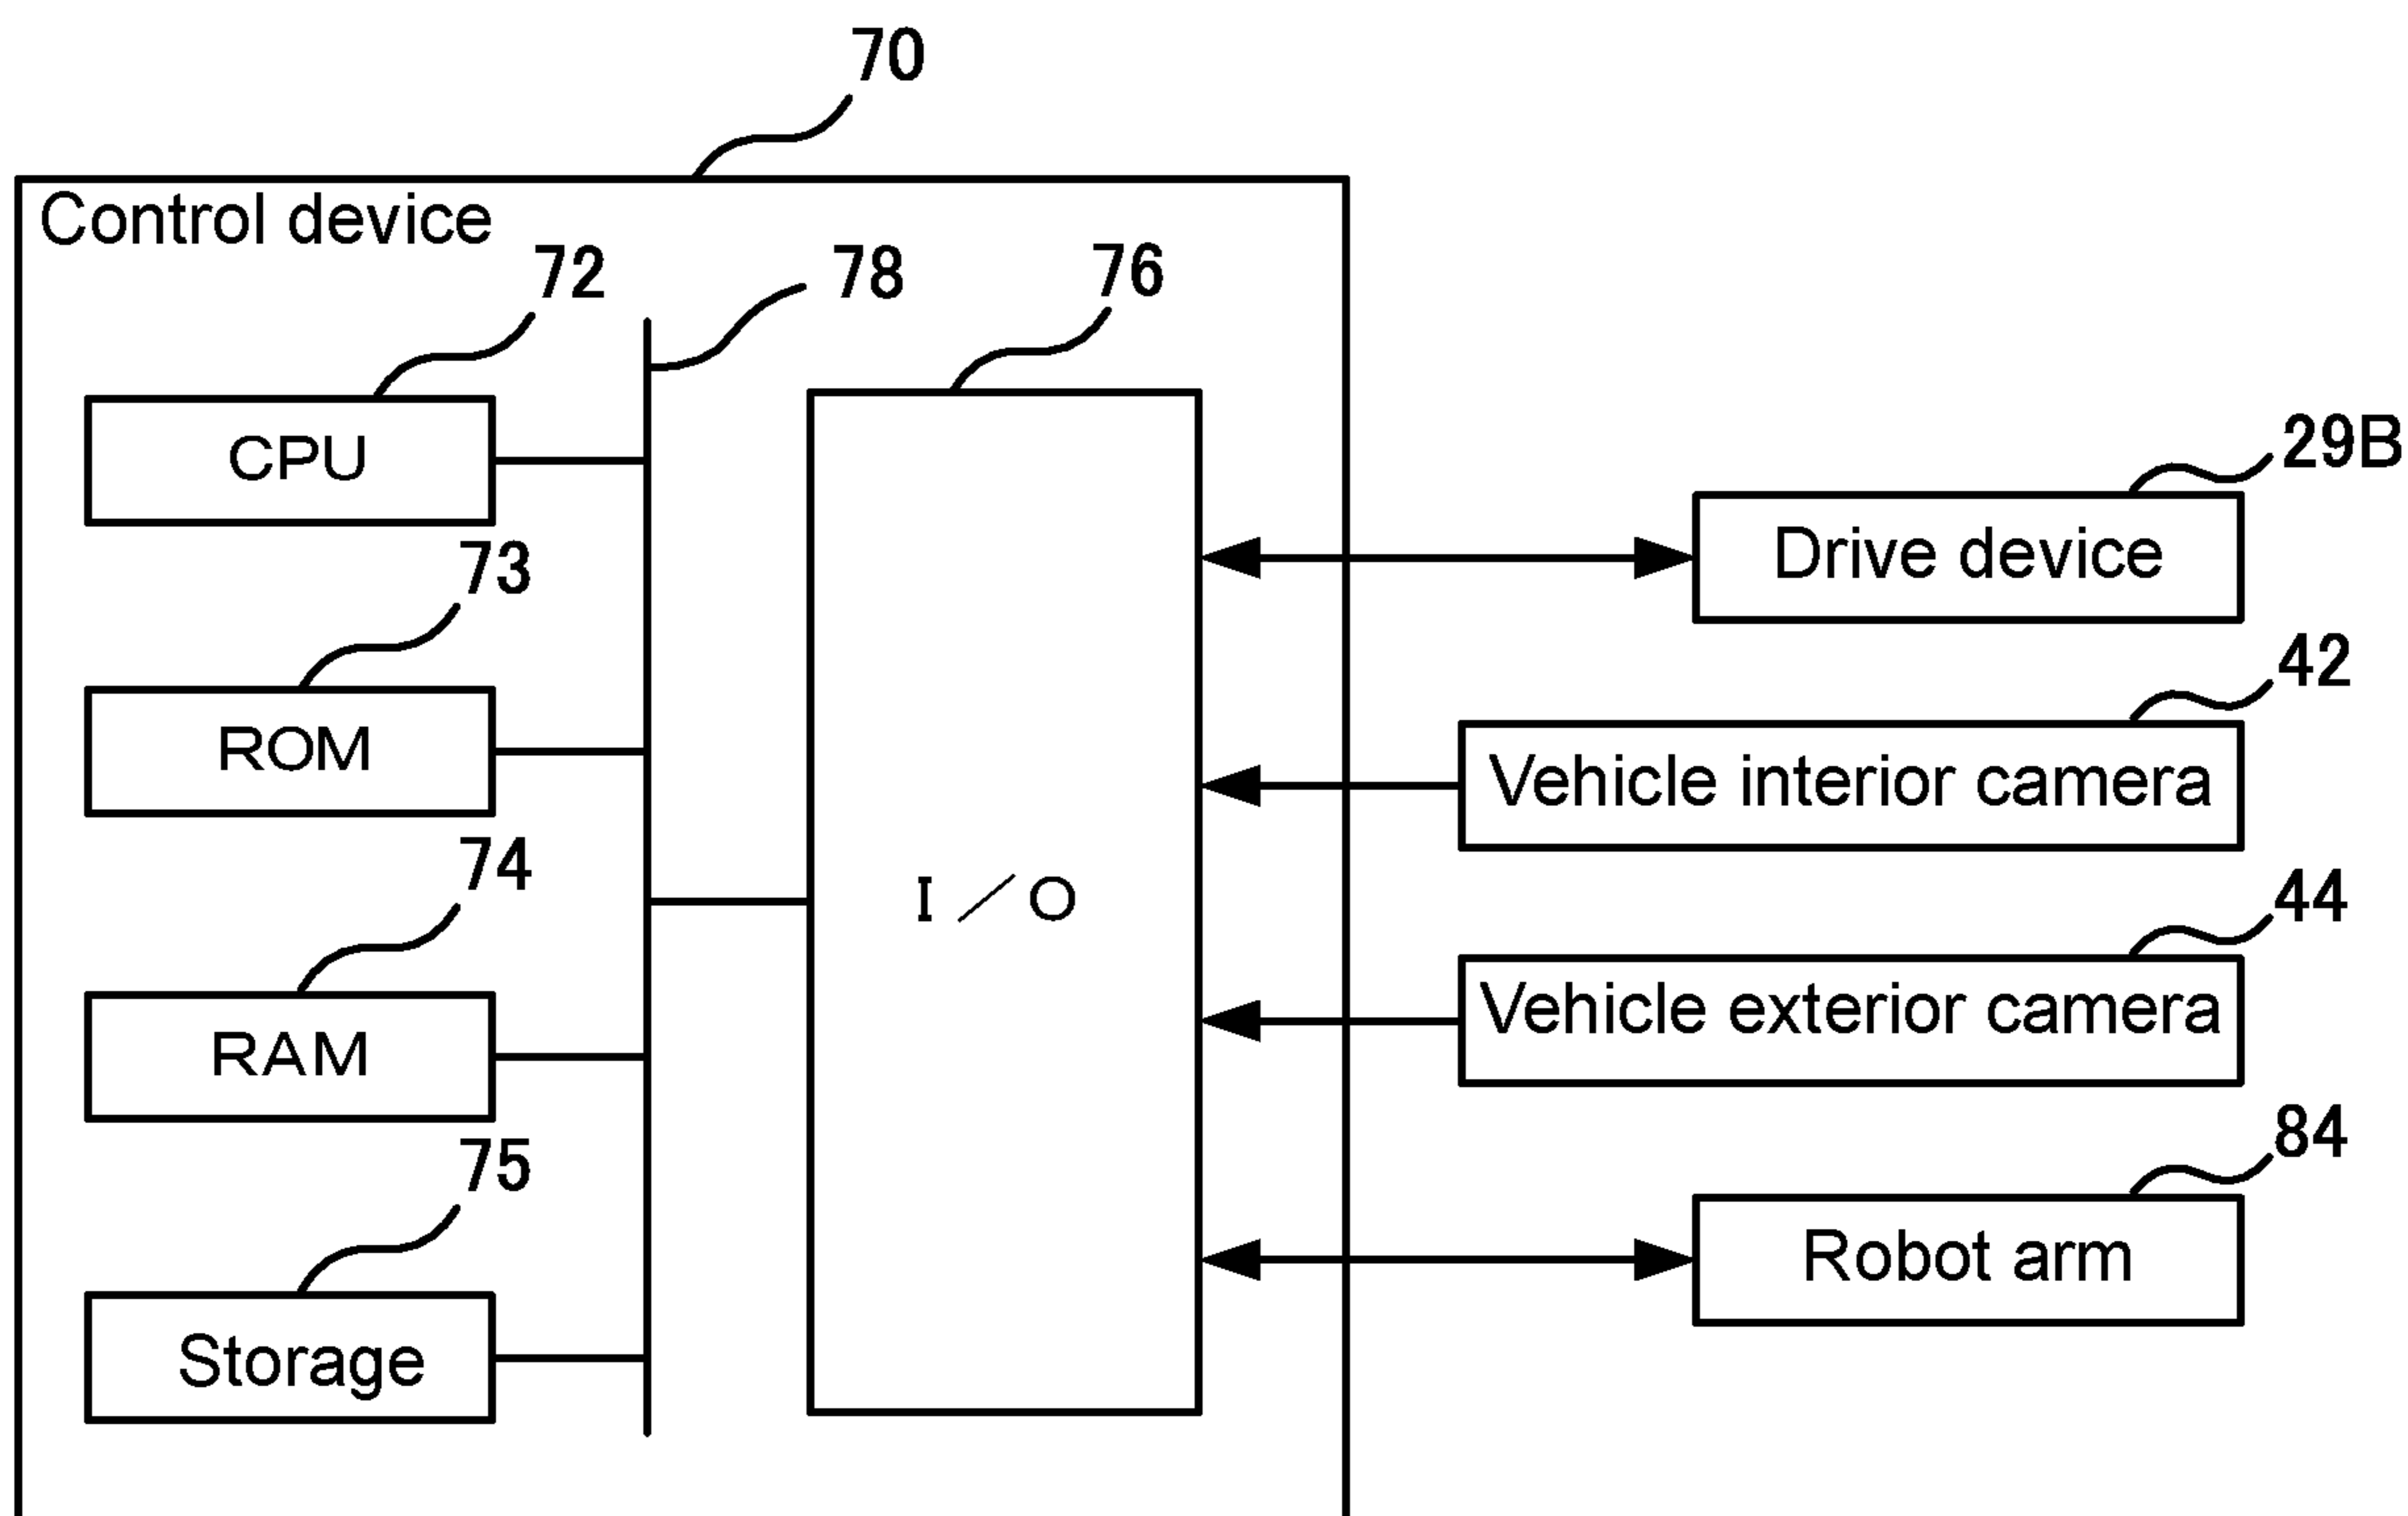 70
Control device
72
78
76
CPU
29B
Drive device
73
ROM
42
Vehicle interior camera
74
RAM
I／O
44
Vehicle exterior camera
75
Storage
84
Robot arm